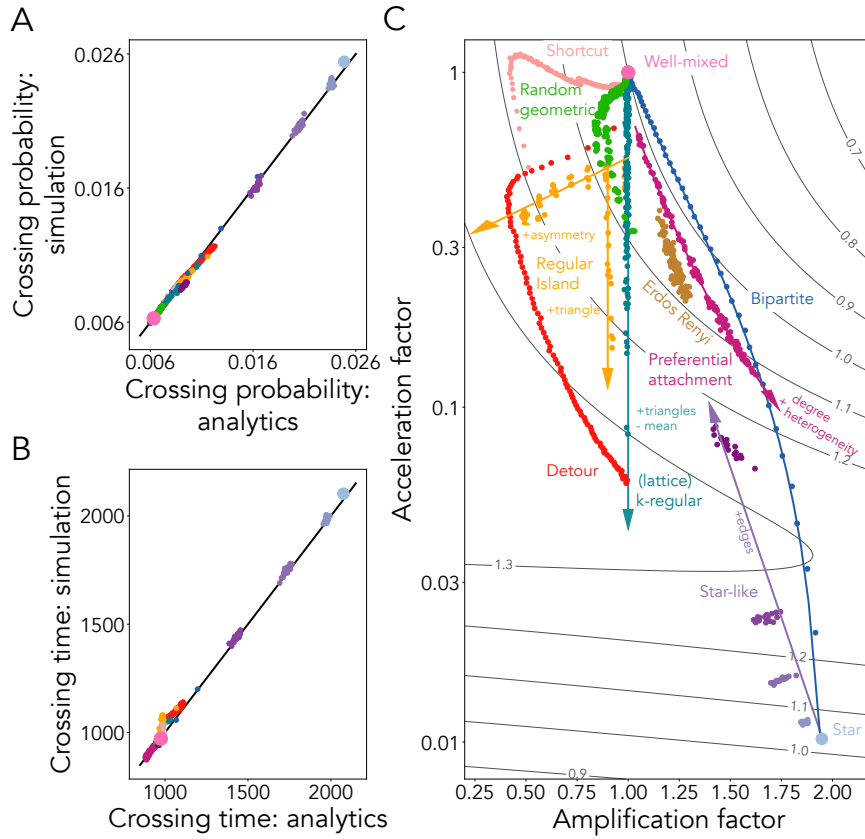 A
Crossing probability:
simulation
0.026
0.016
0.006
0.006
0.016
0.026
Crossing probability:
analytics
B
Crossing time: simulation
2000
1500
1000
1000
1500
2000
Crossing time: analytics
C
Acceleration factor
1
0.3
0.1
0.03
0.01
0.25
0.50
0.75
1.00
1.25
1.50
1.75
2.00
Amplification factor
Shortcut
Well-mixed
Random
geometric
+asymmetry
Regular
Island
+triangle
Erdos Renyi
Bipartite
Preferential
attachment
degree
+ heterogeneity
+triangles
- mean
Detour
(lattice)
k-regular
+edges
Star-like
Star
0.7
0.8
0.9
1.0
1.1
1.2
1.3
1.2
1.1
1.0
0.9